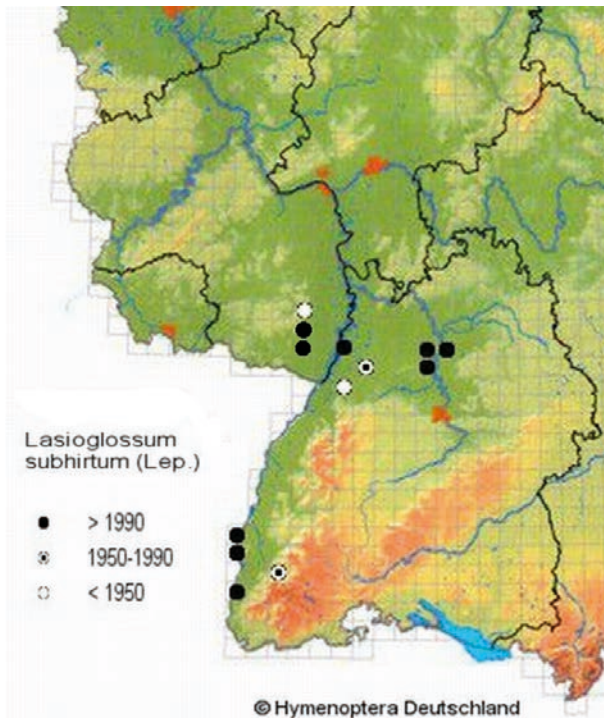 Lasioglossum
subhirtum (Lep.)
> 1990
1950-1990
< 1950
© Hymenoptera Deutschland